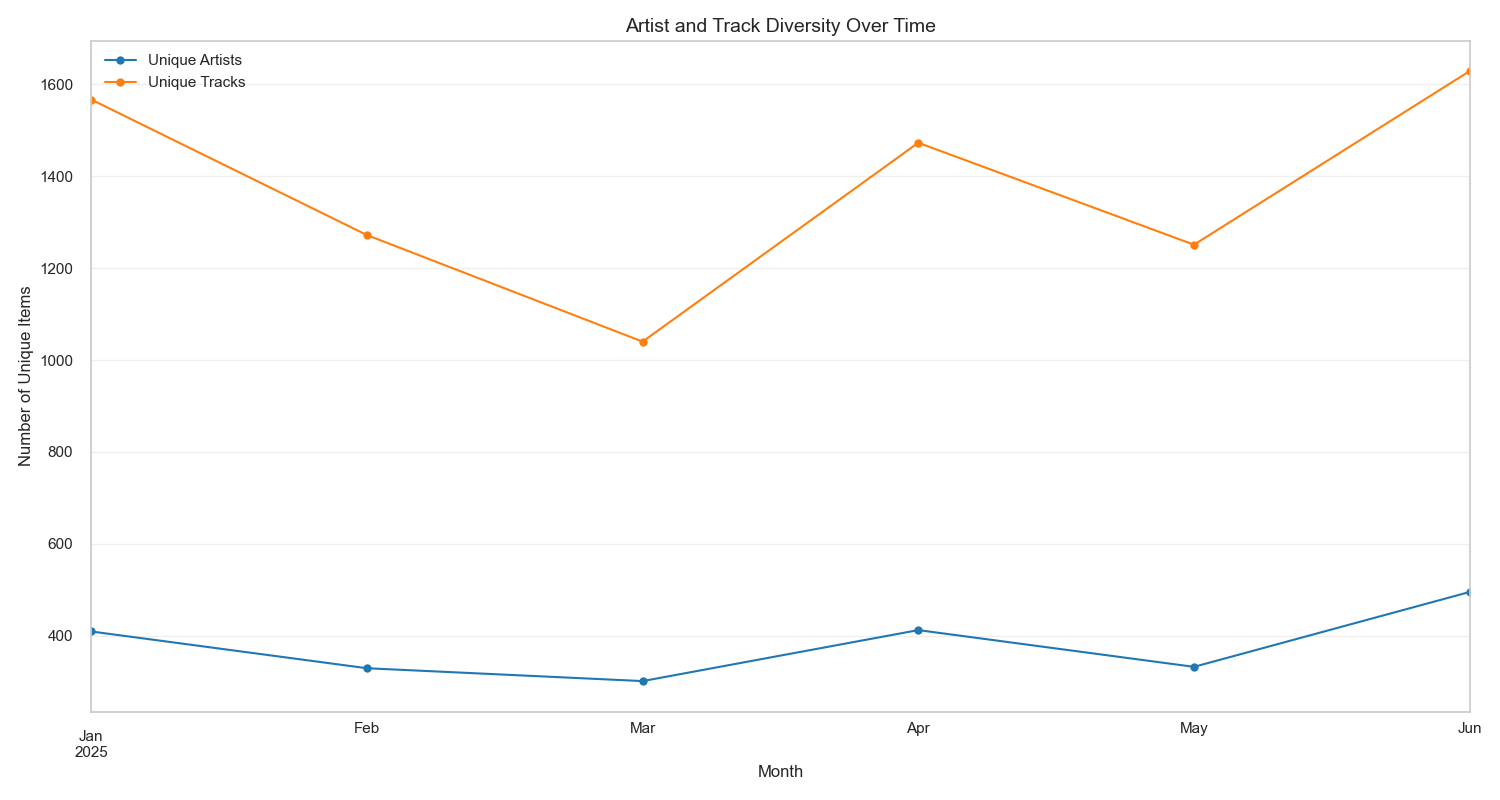 Artist and Track Diversity Over Time
Unique Artists
Unique Tracks
Number of Unique Items
1600
1400
1200
1000
800
600
400
Jan
2025
Feb
Mar
Apr
May
Jun
Month